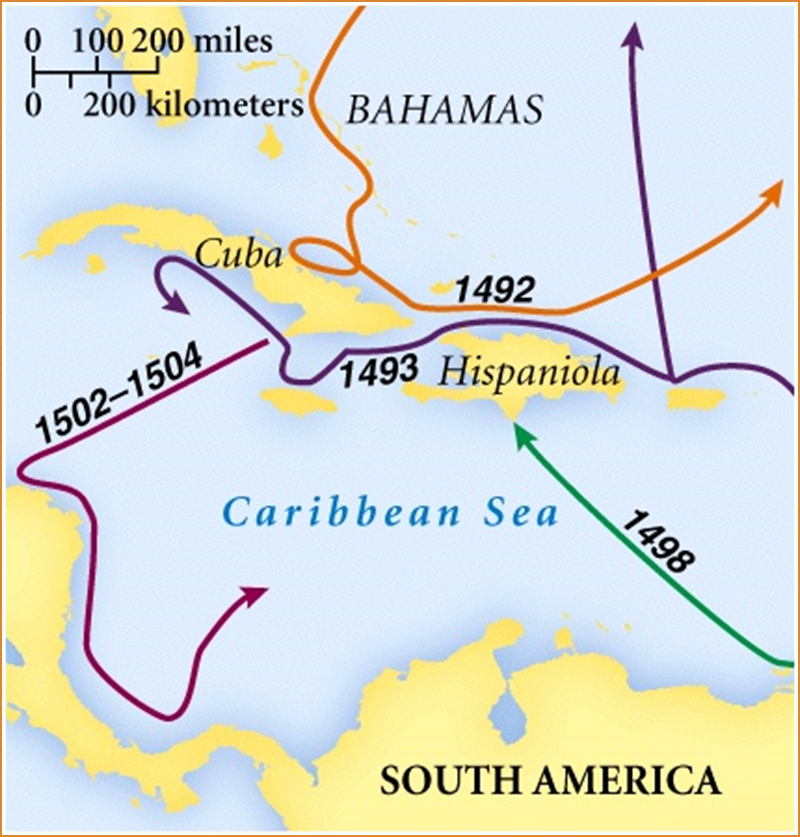 0 100 200 miles
0 200 kilometers
BAHAMAS
Cuba
1492
1493
Hispaniola
1502–1504
Caribbean Sea
1498
SOUTH AMERICA